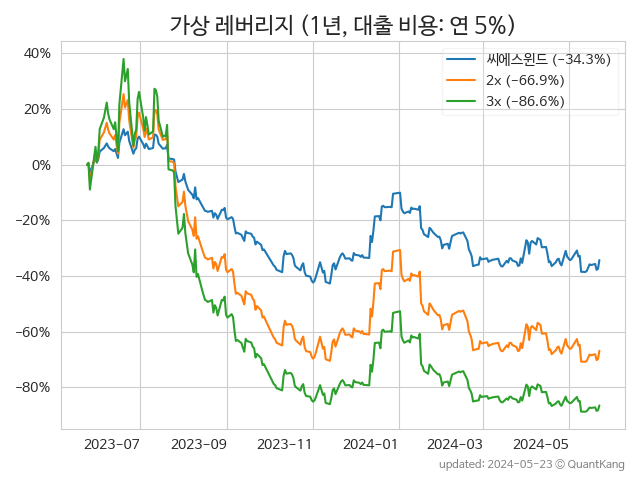 가상 레버리지 (1년, 대출 비용: 연 5%)
씨에스윈드 (−34.3%)
2x (−66.9%)
3x (−86.6%)
40%
20%
0%
−20%
−40%
−60%
−80%
2023-07 2023-09 2023-11 2024-01 2024-03 2024-05
updated: 2024-05-23 © QuantKang